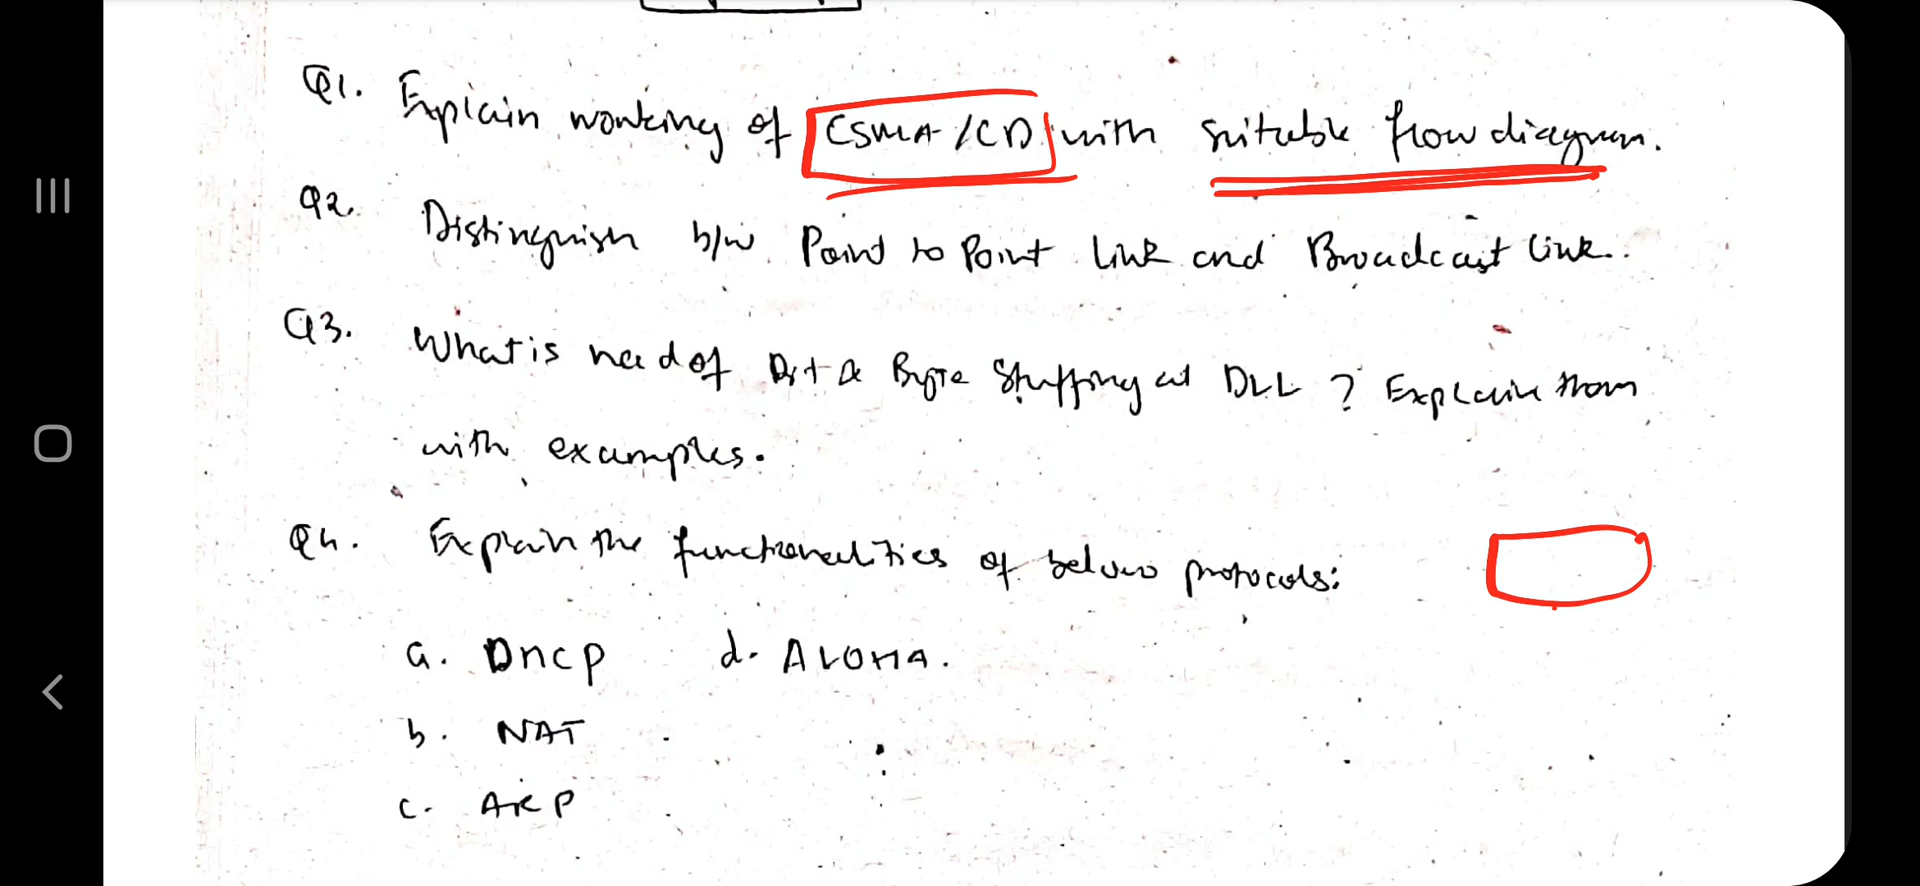 Q1. Explain working of CSMA/CD with suitable flow diagram.
Q2. Distinguish b/w Point to Point Link and Broadcast link.
Q3. What is need of Bit & Byte Stuffing at DLL ? Explain them
with examples.
Q4. Explain the functionalities of below protocols:
a. DHCP d. ALOHA.
b. NAT
c. ARP